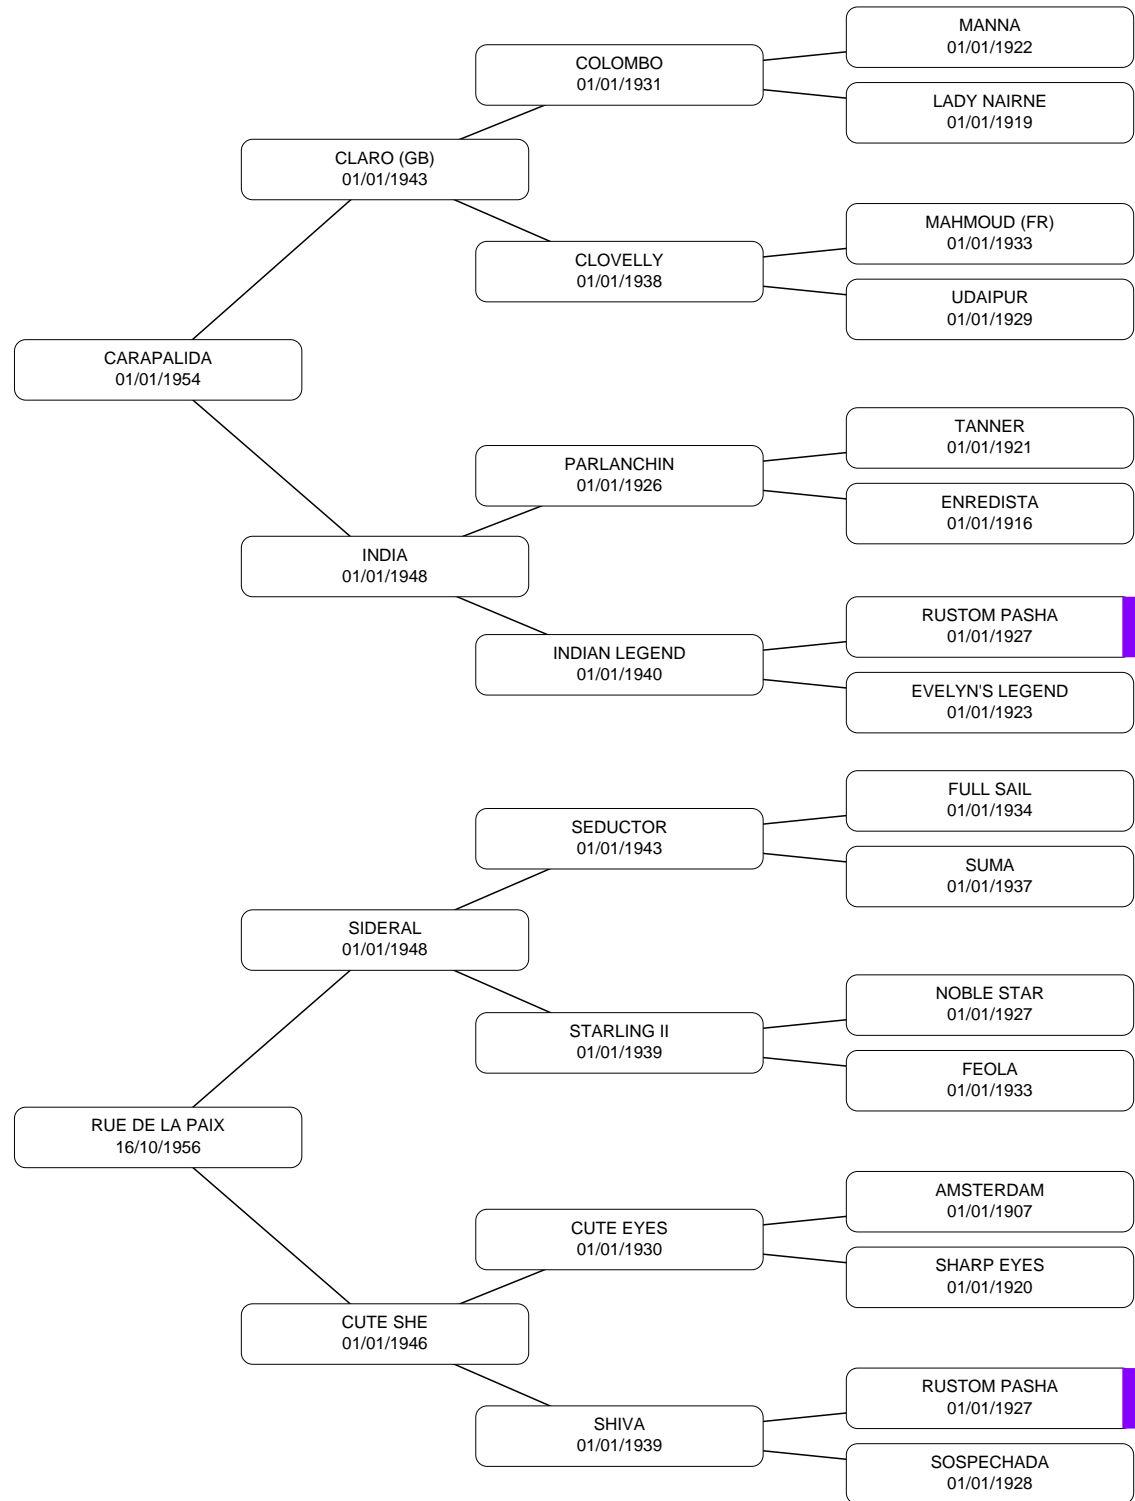 MANNA
01/01/1922
COLOMBO
01/01/1931
LADY NAIRNE
01/01/1919
CLARO (GB)
01/01/1943
MAHMOUD (FR)
01/01/1933
CLOVELLY
01/01/1938
UDAIPUR
01/01/1929
CARAPALIDA
01/01/1954
TANNER
01/01/1921
PARLANCHIN
01/01/1926
ENREDISTA
01/01/1916
INDIA
01/01/1948
RUSTOM PASHA
01/01/1927
INDIAN LEGEND
01/01/1940
EVELYN'S LEGEND
01/01/1923
FULL SAIL
01/01/1934
SEDUCTOR
01/01/1943
SUMA
01/01/1937
SIDERAL
01/01/1948
NOBLE STAR
01/01/1927
STARLING II
01/01/1939
FEOLA
01/01/1933
RUE DE LA PAIX
16/10/1956
AMSTERDAM
01/01/1907
CUTE EYES
01/01/1930
SHARP EYES
01/01/1920
CUTE SHE
01/01/1946
RUSTOM PASHA
01/01/1927
SHIVA
01/01/1939
SOSPECHADA
01/01/1928